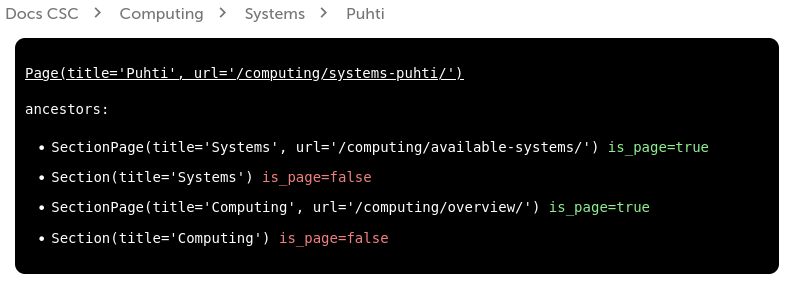 Docs CSC > Computing > Systems > Puhti
Page(title='Puhti', url='/computing/systems-puhti/')
ancestors:
• SectionPage(title='Systems', url='/computing/available-systems/') is_page=true
• Section(title='Systems') is_page=false
• SectionPage(title='Computing', url='/computing/overview/') is_page=true
• Section(title='Computing') is_page=false